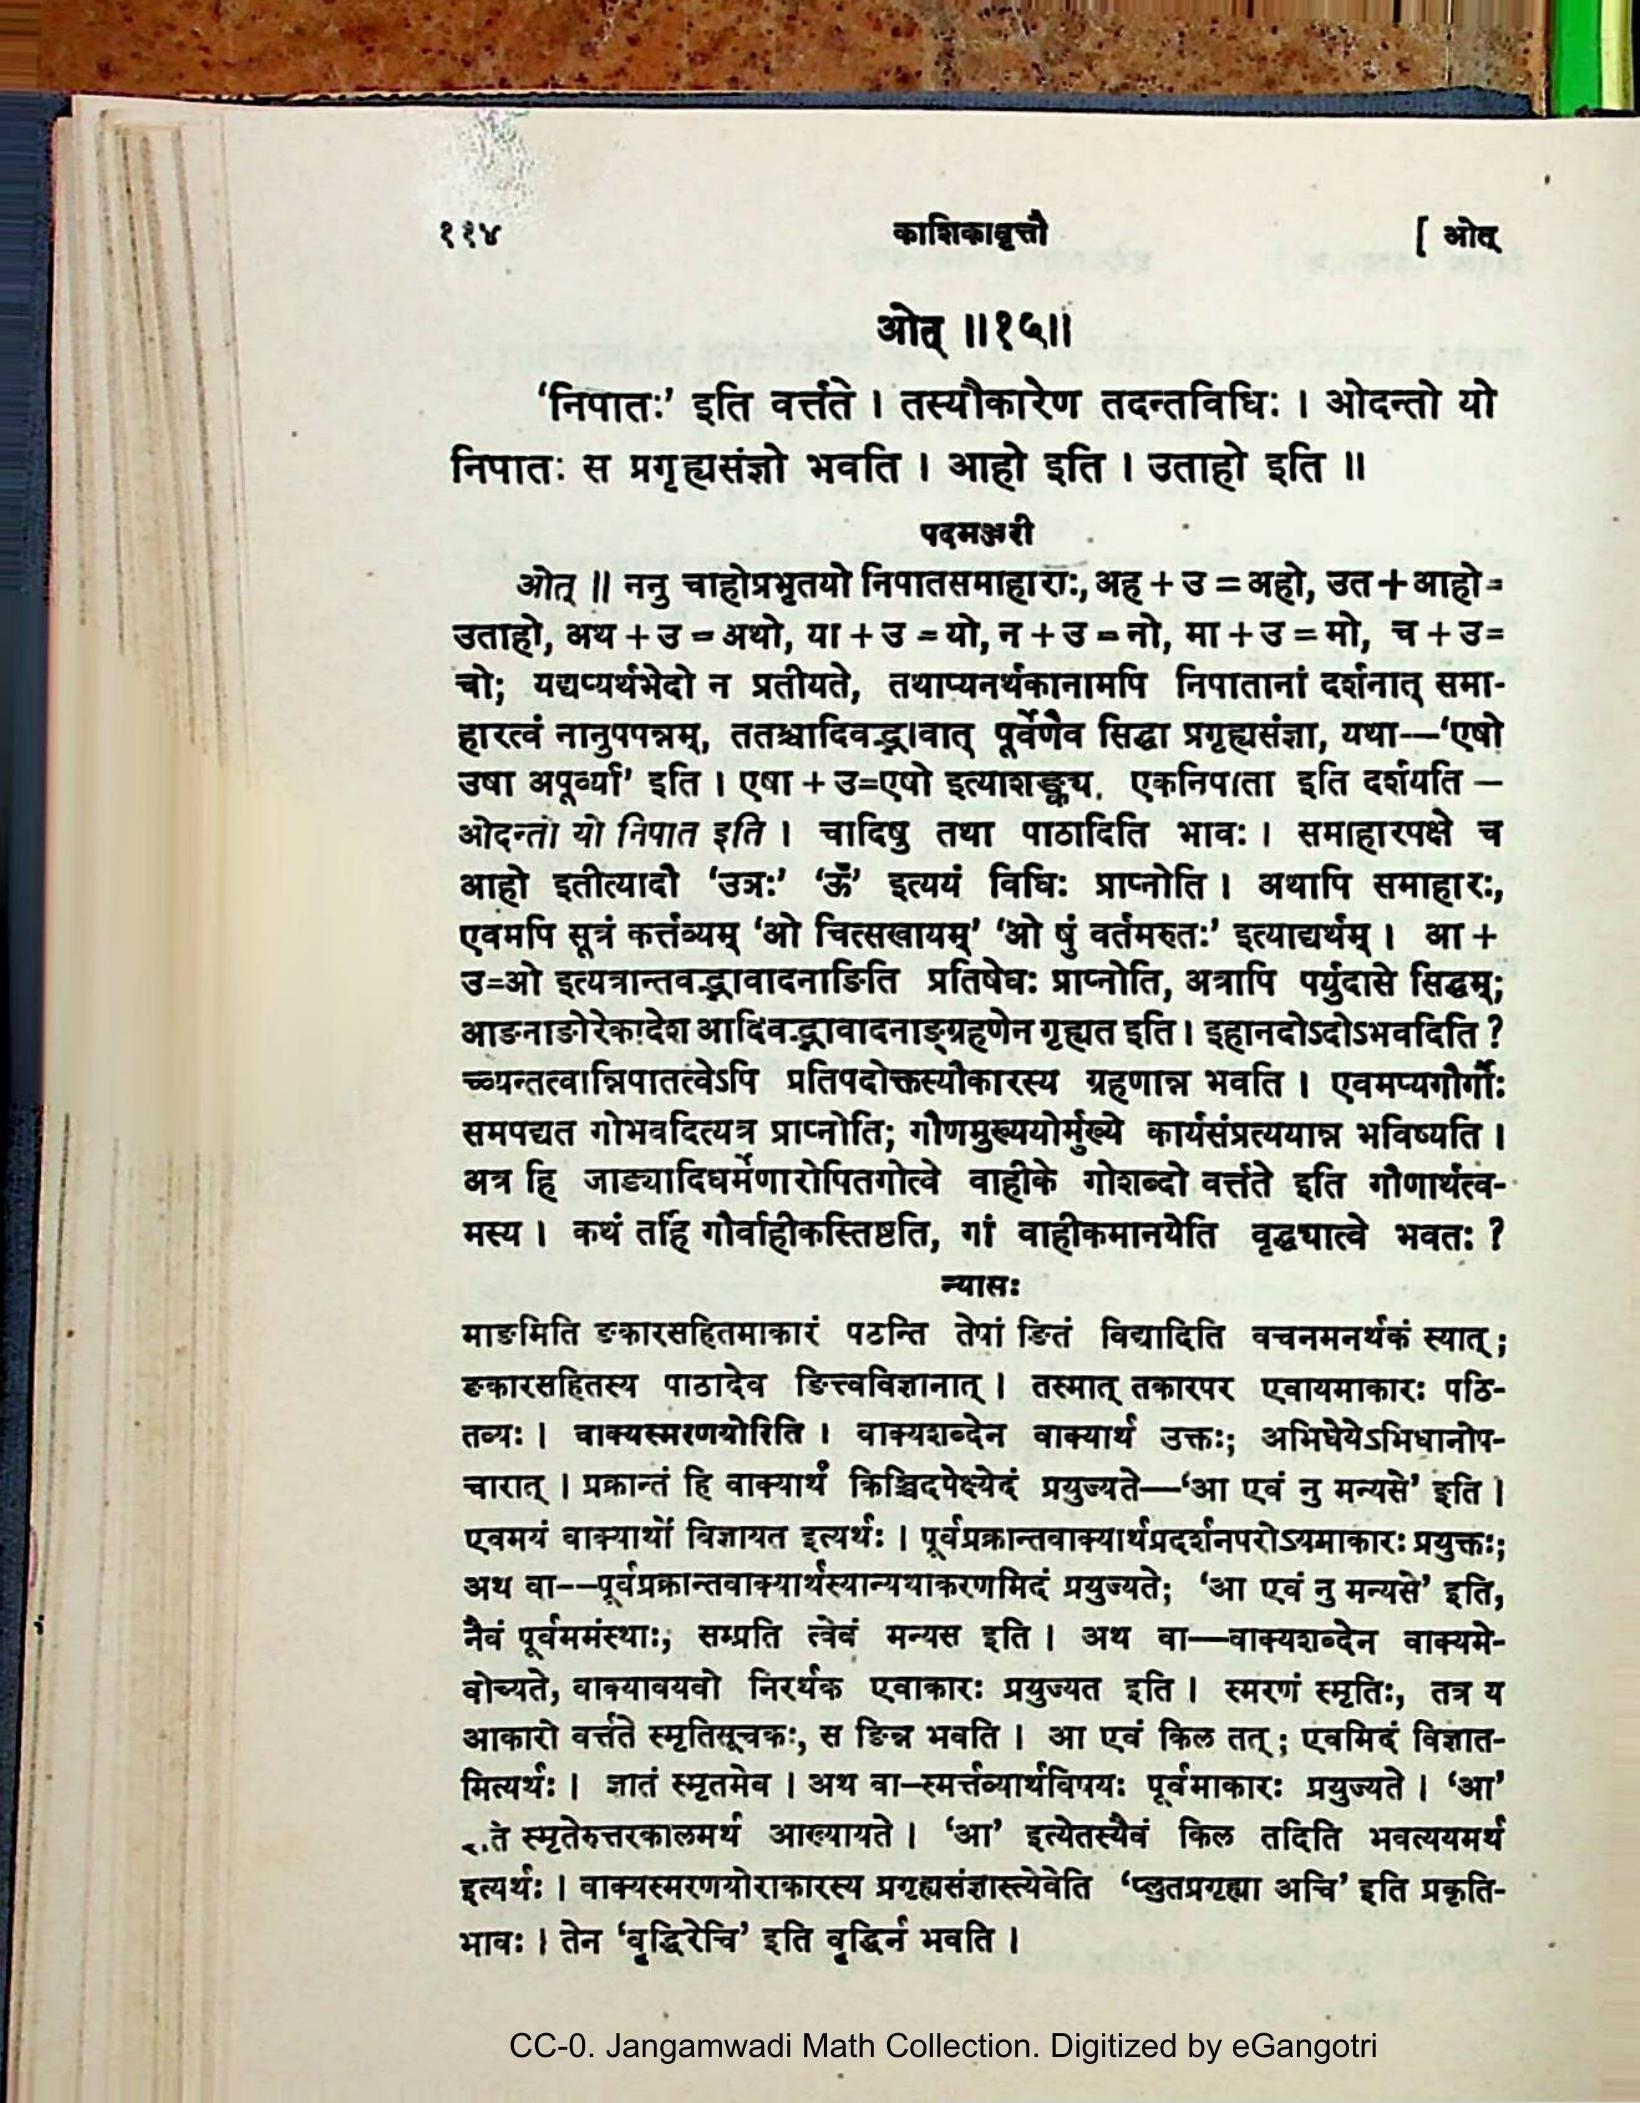 ११४ काशिकावृत्तौ [ ओत्
ओत् ॥१५॥
‘निपातः’ इति वर्त्तते । तस्यौकारेण तदन्तविधिः । ओदन्तो यो
निपातः स प्रगृह्यसंज्ञो भवति । आहो इति । उताहो इति ॥
पदमञ्जरी
ओत् ॥ ननु चाहोप्रभृतयो निपातसमाहाराः, अह + उ = अहो, उत + आहो =
उताहो, अथ + उ = अथो, या + उ = यो, न + उ = नो, मा + उ = मो, च + उ=
चो; यद्यप्यर्थभेदो न प्रतीयते, तथाप्यनर्थकानामपि निपातानां दर्शनात् समा-
हारत्वं नानुपपन्नम्, ततश्चादिवद्भावात् पूर्वेणैव सिद्धा प्रगृह्यसंज्ञा, यथा—‘एषो
उषा अपूर्व्या’ इति । एषा + उ=एषो इत्याशङ्क्य. एकनिपाता इति दर्शयति —
ओदन्तो यो निपात इति । चादिषु तथा पाठादिति भावः । समाहारपक्षे च
आहो इतीत्यादौ ‘उञः’ ‘ऊँ’ इत्ययं विधिः प्राप्नोति । अथापि समाहारः,
एवमपि सूत्रं कर्त्तव्यम् ‘ओ चित्सखायम्’ ‘ओ षुं वर्तमरुतः’ इत्याद्यर्थम् । आ +
उ=ओ इत्यत्रान्तवद्भावादनाङिति प्रतिषेधः प्राप्नोति, अत्रापि पर्युदासे सिद्धम्;
आङनाङोरेकादेश आदिवद्भावादनाङ्ग्रहणेन गृह्यत इति । इहानदोऽदोऽभवदिति ?
च्व्यन्तत्वान्निपातत्वेऽपि प्रतिपदोक्तस्यौकारस्य ग्रहणान्न भवति । एवमप्यगौर्गौः
समपद्यत गोभवदित्यत्र प्राप्नोति; गौणमुख्ययोर्मुख्ये कार्यसंप्रत्ययान्न भविष्यति ।
अत्र हि जाड्यादिधर्मेणारोपितगोत्वे वाहीके गोशब्दो वर्त्तते इति गौणार्थत्व-
मस्य । कथं तर्हि गौर्वाहीकस्तिष्टति, गां वाहीकमानयेति वृद्ध्यात्वे भवतः ?
न्यासः
माङमिति ङकारसहितमाकारं पठन्ति तेषां ङितं विद्यादिति वचनमनर्थकं स्यात् ;
ङकारसहितस्य पाठादेव ङित्त्वविज्ञानात् । तस्मात् तकारपर एवायमाकारः पठि-
तव्यः । वाक्यस्मरणयोरिति । वाक्यशब्देन वाक्यार्थ उक्तः; अभिधेयेऽभिधानोप-
चारात् । प्रक्रान्तं हि वाक्यार्थं किञ्चिदपेक्ष्येदं प्रयुज्यते—‘आ एवं नु मन्यसे’ इति ।
एवमयं वाक्यार्थो विज्ञायत इत्यर्थः । पूर्वप्रक्रान्तवाक्यार्थप्रदर्शनपरोऽयमाकारः प्रयुक्तः;
अथ वा--पूर्वप्रक्रान्तवाक्यार्थस्यान्यथाकरणमिदं प्रयुज्यते; ‘आ एवं नु मन्यसे’ इति,
नैवं पूर्वममंस्थाः, सम्प्रति त्वेवं मन्यस इति । अथ वा—वाक्यशब्देन वाक्यमे-
वोच्यते, वाक्यावयवो निरर्थक एवाकारः प्रयुज्यत इति । स्मरणं स्मृतिः, तत्र य
आकारो वर्त्तते स्मृतिसूचकः, स ङिन्न भवति । आ एवं किल तत् ; एवमिदं विज्ञात-
मित्यर्थः । ज्ञातं स्मृतमेव । अथ वा–स्मर्त्तव्यार्थविषयः पूर्वमाकारः प्रयुज्यते । ‘आ’
स्मृतेरुत्तरकालमर्थ आख्यायते । ‘आ’ इत्येतस्यैवं किल तदिति भवत्ययमर्थ
इत्यर्थः । वाक्यस्मरणयोराकारस्य प्रगृह्यसंज्ञास्त्येवेति ‘प्लुतप्रगृह्या अचि’ इति प्रकृति-
भावः । तेन ‘वृद्धिरेचि’ इति वृद्धिर्न भवति ।
CC-0. Jangamwadi Math Collection. Digitized by eGangotri